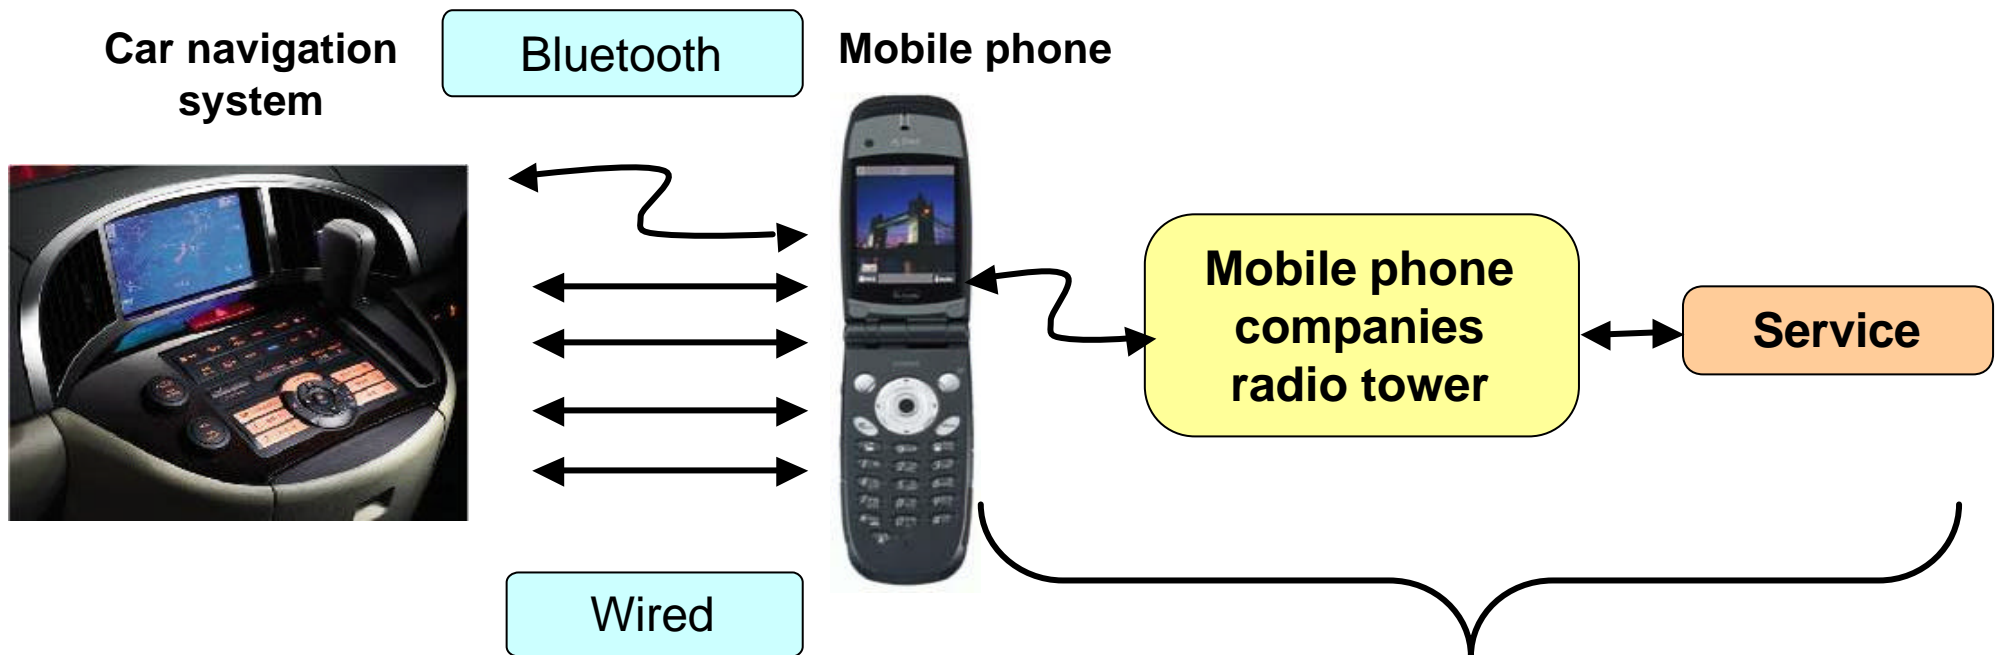 Car navigation
system
Bluetooth
Mobile phone
Mobile phone
companies
radio tower
Service
Wired